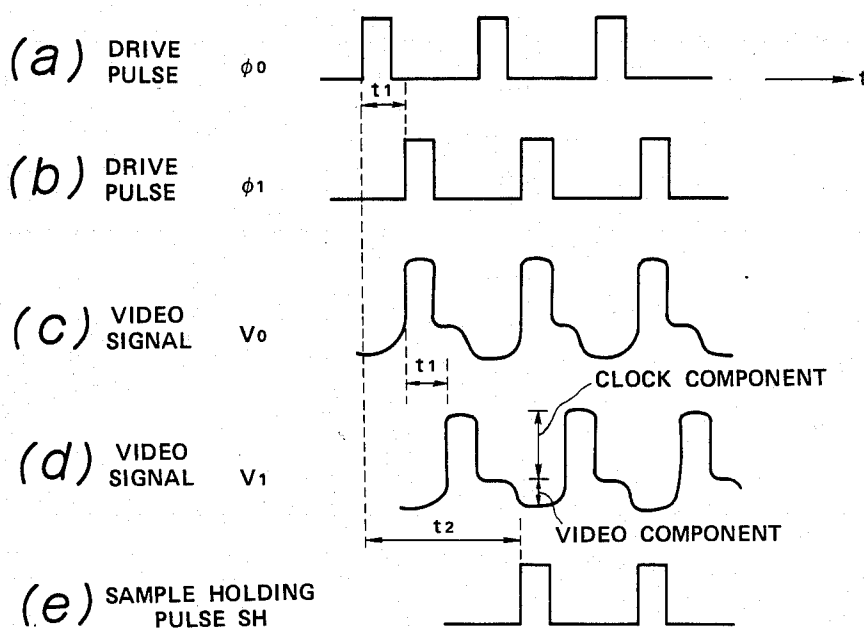 (a) DRIVE PULSE φ0
t
t1
(b) DRIVE PULSE φ1
(c) VIDEO SIGNAL V0
t1
CLOCK COMPONENT
(d) VIDEO SIGNAL V1
t2
VIDEO COMPONENT
(e) SAMPLE HOLDING PULSE SH